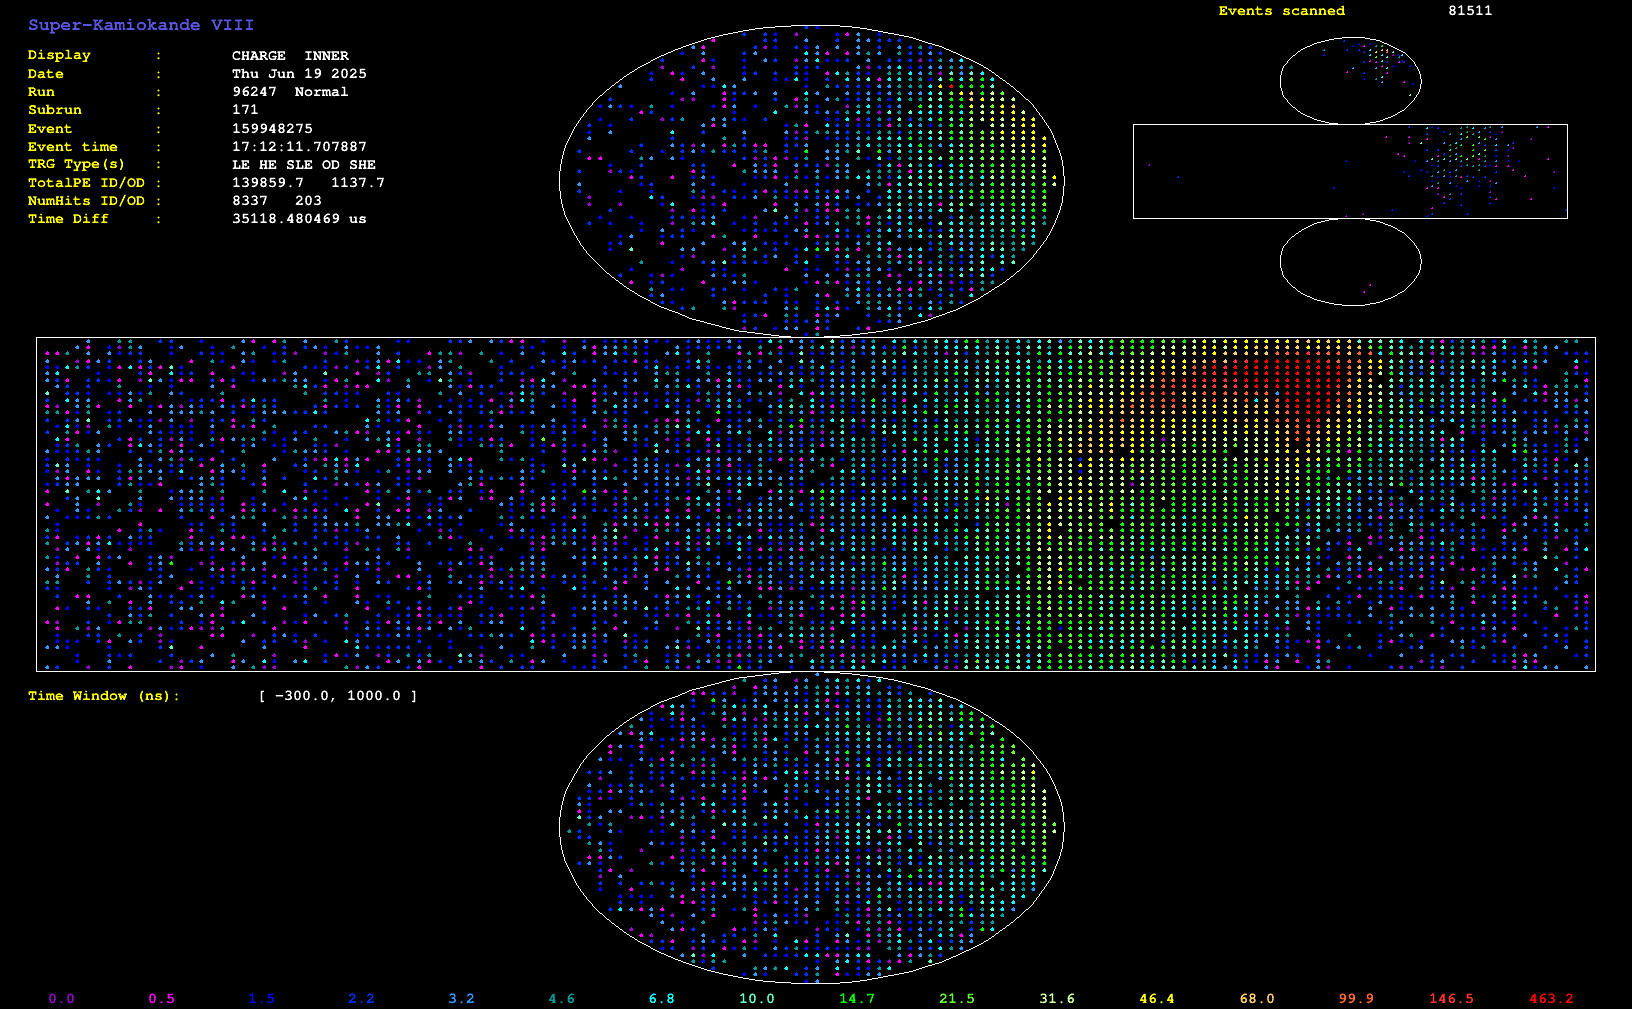 Super-Kamiokande VIII
Events scanned 81511
Display : CHARGE INNER
Date : Thu Jun 19 2025
Run : 96247 Normal
Subrun : 171
Event : 159948275
Event time : 17:12:11.707887
TRG Type(s) : LE HE SLE OD SHE
TotalPE ID/OD : 139859.7 1137.7
NumHits ID/OD : 8337 203
Time Diff : 35118.480469 us
Time Window (ns): [ −300.0, 1000.0 ]
0.0 0.5 1.5 2.2 3.2 4.6 6.8 10.0 14.7 21.5 31.6 46.4 68.0 99.9 146.5 463.2